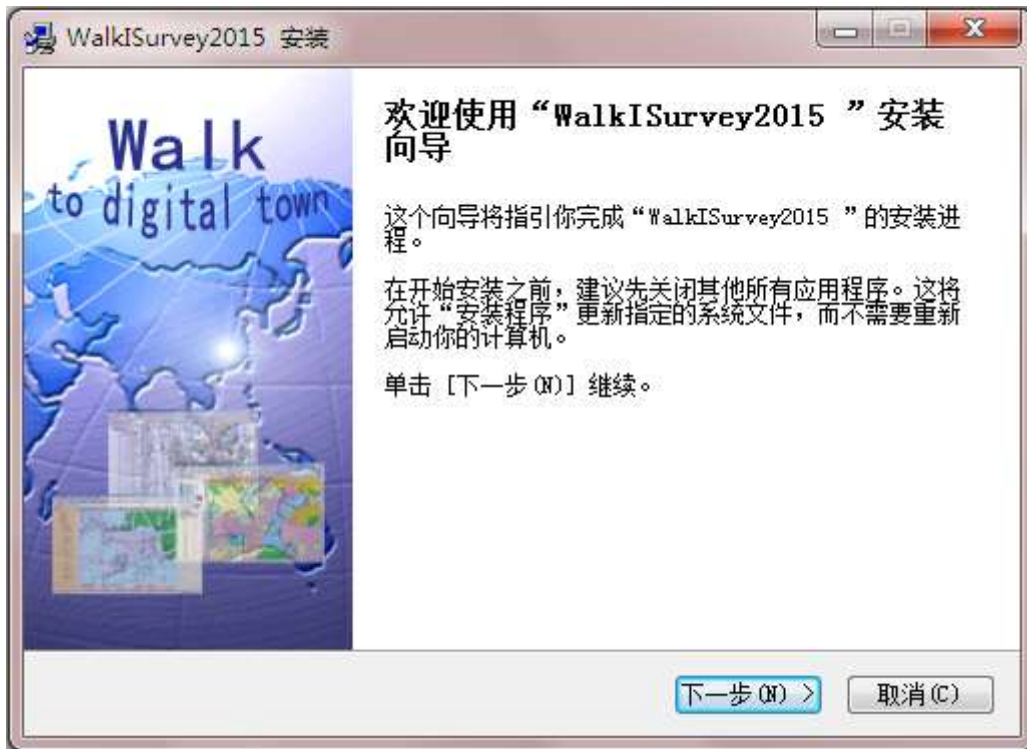 WalkISurvey2015 安装
Walk
to digital town
欢迎使用“WalkISurvey2015 ”安装
向导
这个向导将指引你完成“WalkISurvey2015 ”的安装进
程。
在开始安装之前，建议先关闭其他所有应用程序。这将
允许“安装程序”更新指定的系统文件，而不需要重新
启动你的计算机。
单击 [下一步(N)] 继续。
下一步(N) >
取消(C)